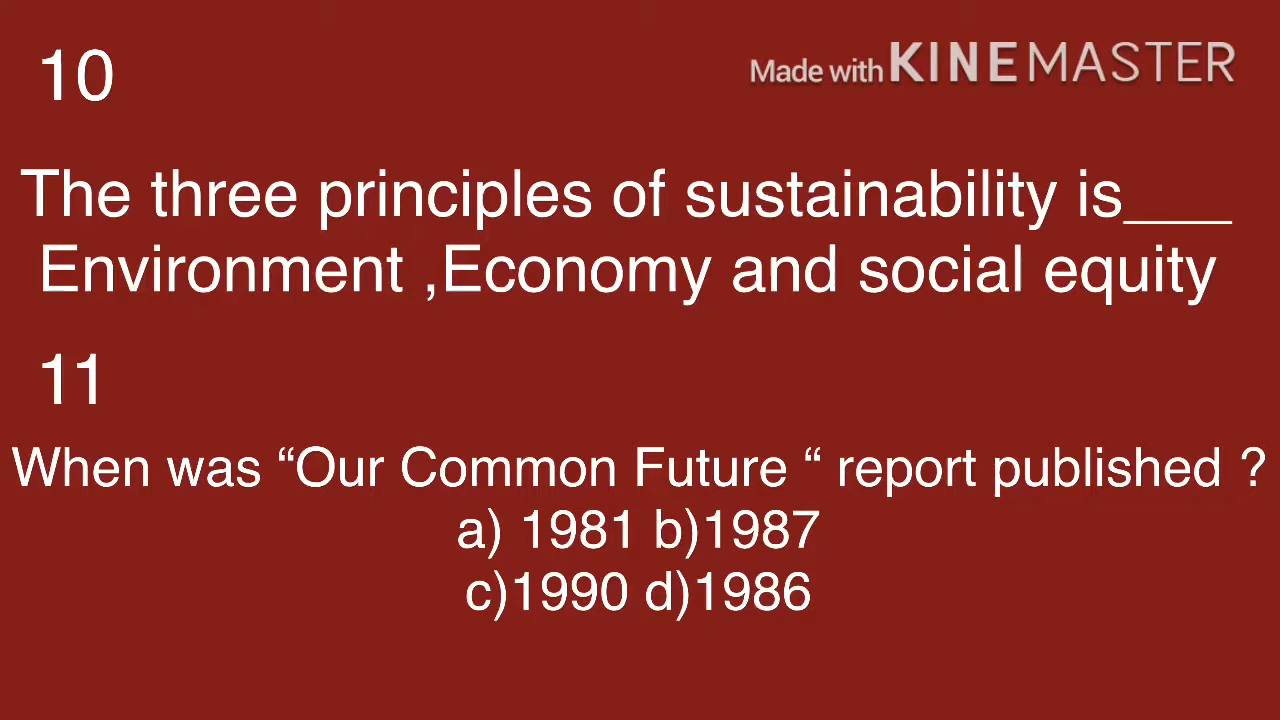 10
Made with KINEMASTER
The three principles of sustainability is___
Environment ,Economy and social equity
11
When was “Our Common Future “ report published ?
a) 1981 b)1987
c)1990 d)1986